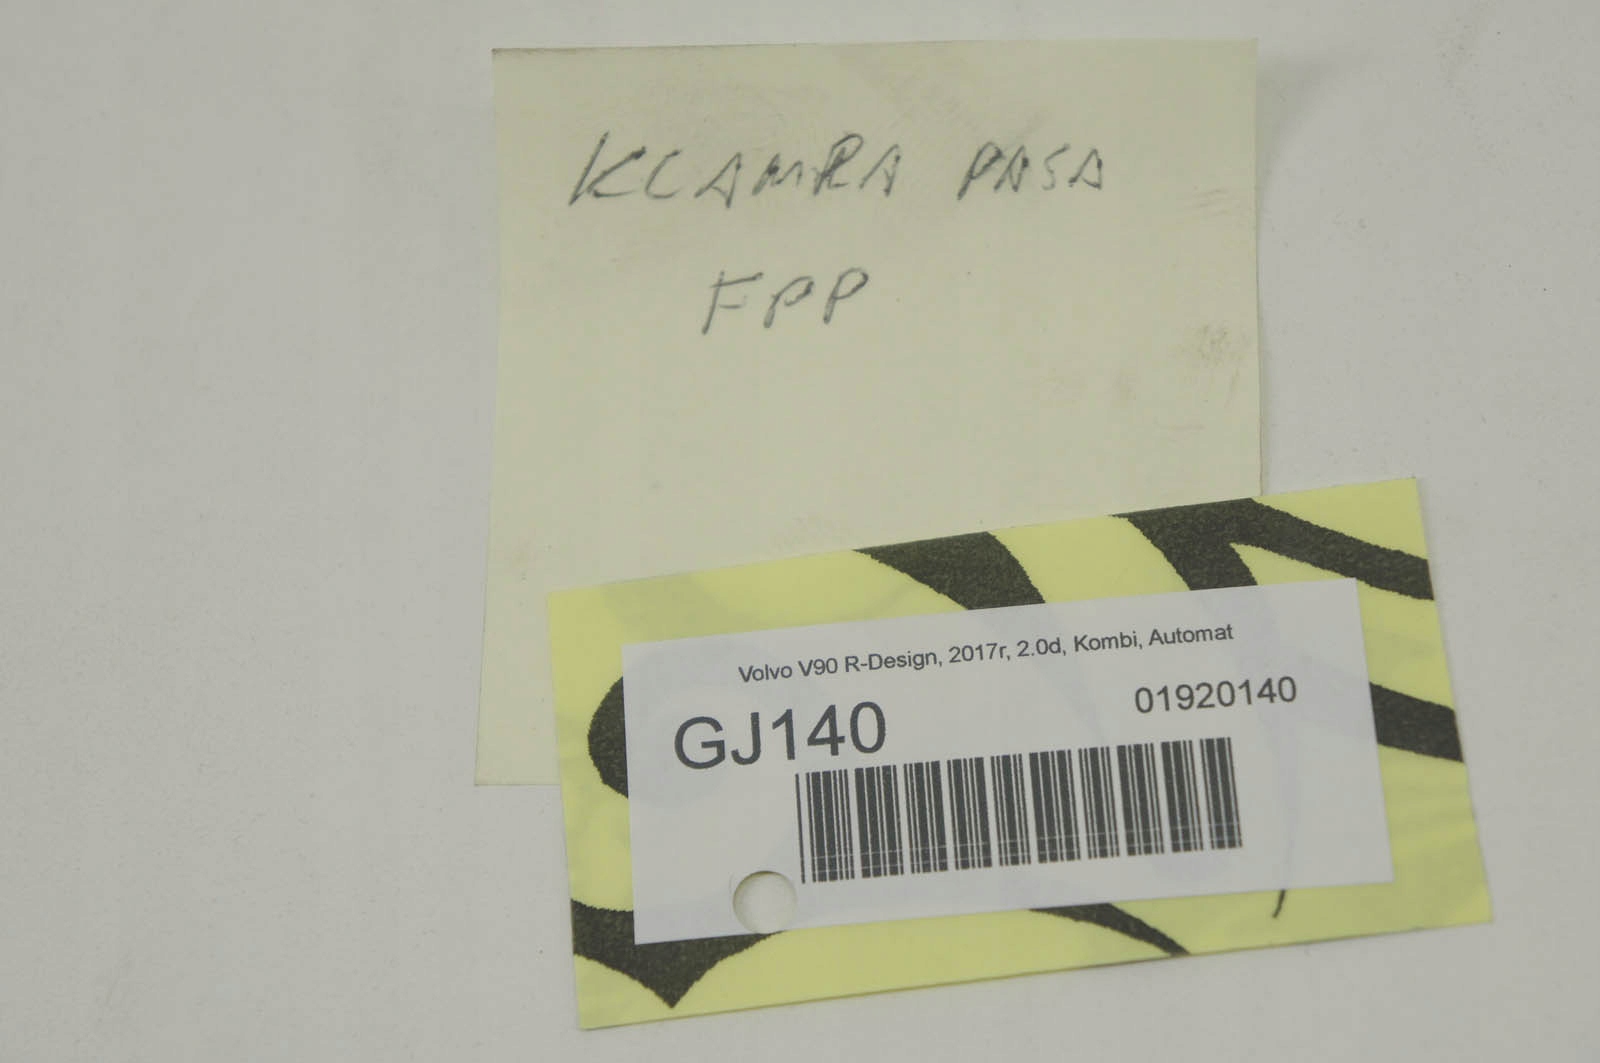 KLAMRA PASA
FPP
Volvo V90 R-Design, 2017r, 2.0d, Kombi, Automat
GJ140
01920140